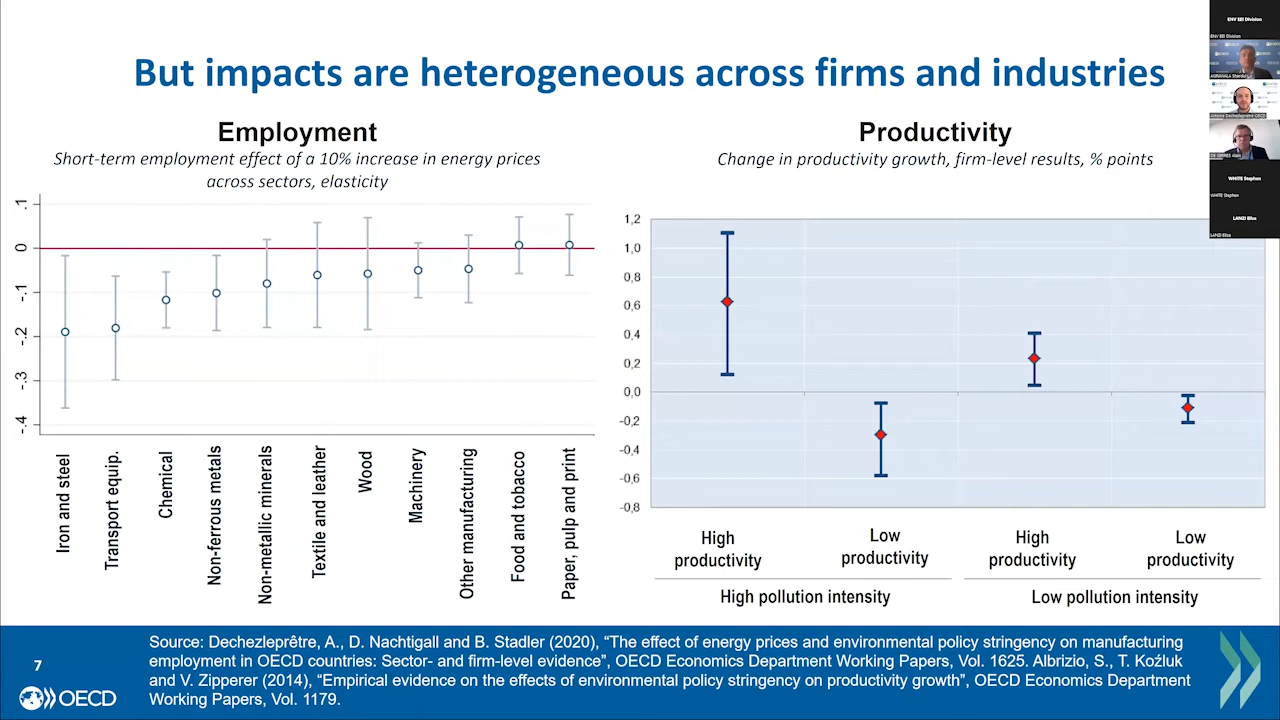 But impacts are heterogeneous across firms and industries
Employment
Short-term employment effect of a 10% increase in energy prices
across sectors, elasticity
.1
0
-.1
-.2
-.3
-.4
Iron and steel
Transport equip.
Chemical
Non-ferrous metals
Non-metallic minerals
Textile and leather
Wood
Machinery
Other manufacturing
Food and tobacco
Paper, pulp and print
Productivity
Change in productivity growth, firm-level results, % points
1,2
1,0
0,8
0,6
0,4
0,2
0,0
-0,2
-0,4
-0,6
-0,8
High
productivity
Low
productivity
High
productivity
Low
productivity
High pollution intensity
Low pollution intensity
ENV EEI Division
ENV EEI Division
AGRAWALA Shardul
Antoine Dechezleprêtre OECD
DE SERRES Alain
WHITE Stephen
WHITE Stephen
LANZI Elisa
LANZI Elisa
Source: Dechezleprêtre, A., D. Nachtigall and B. Stadler (2020), “The effect of energy prices and environmental policy stringency on manufacturing
employment in OECD countries: Sector- and firm-level evidence”, OECD Economics Department Working Papers, Vol. 1625. Albrizio, S., T. Koźluk
and V. Zipperer (2014), “Empirical evidence on the effects of environmental policy stringency on productivity growth”, OECD Economics Department
Working Papers, Vol. 1179.
7
OECD